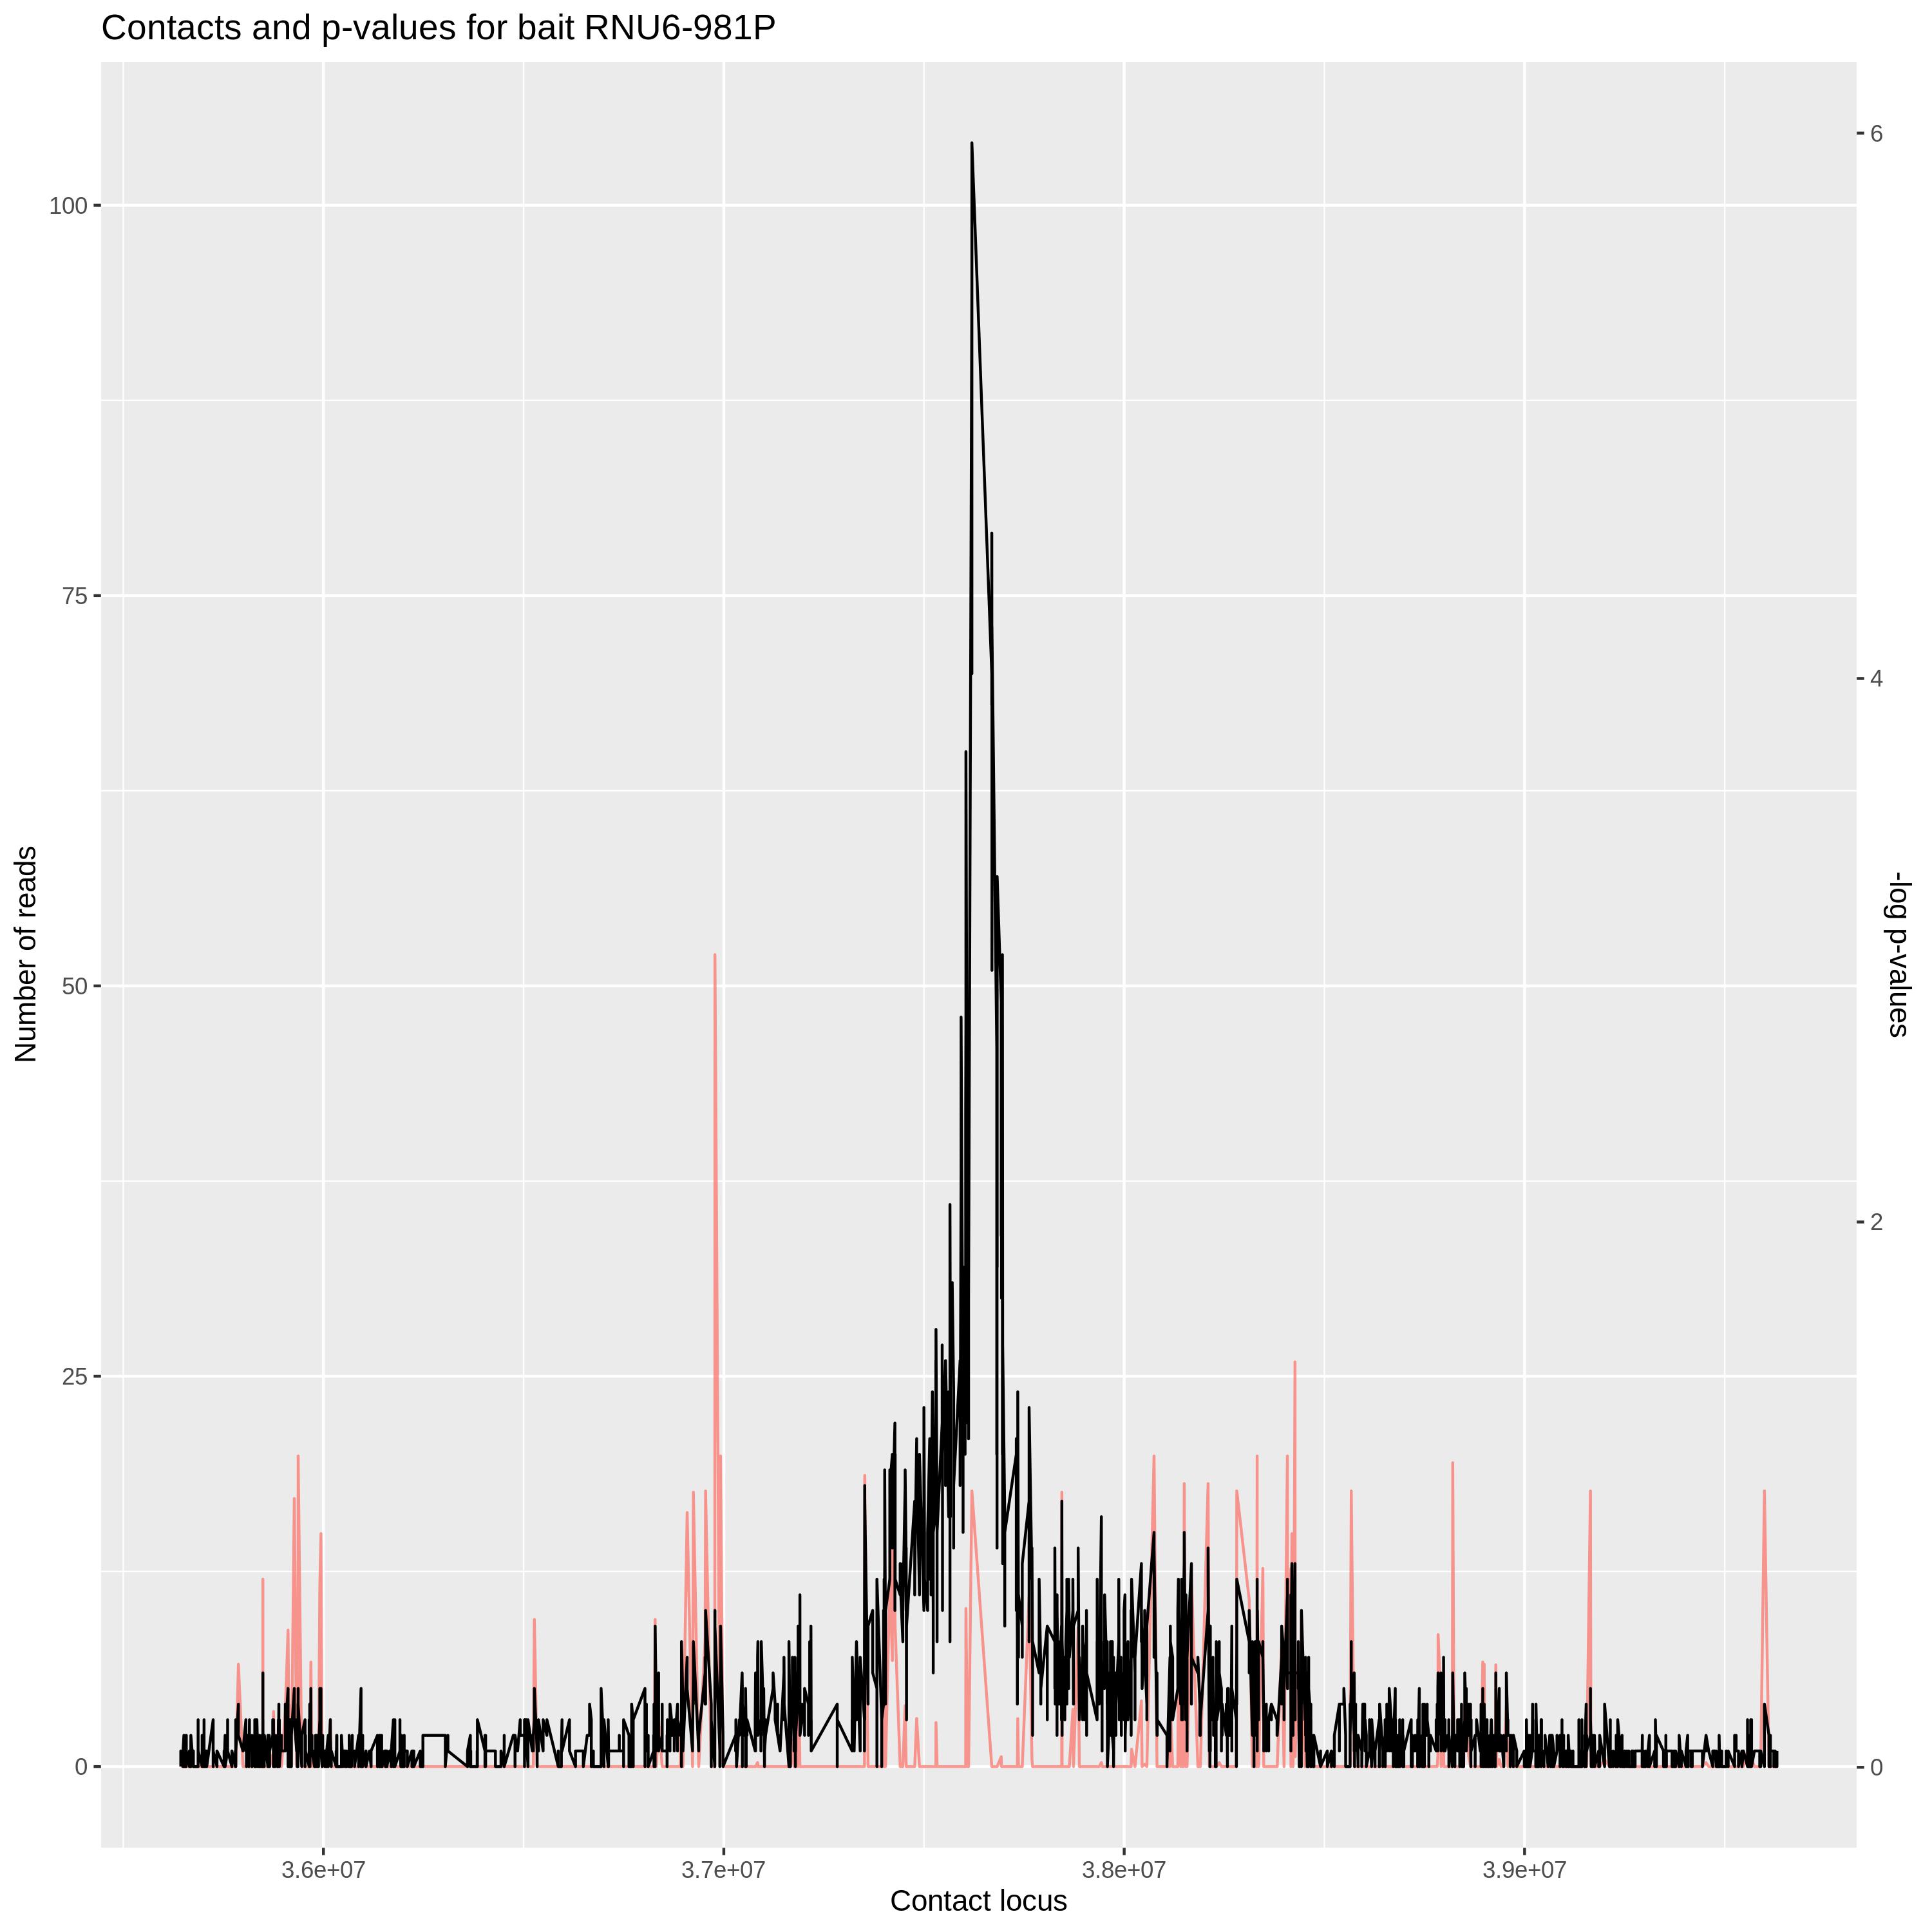 Contacts and p-values for bait RNU6-981P
100
75
50
25
0
Number of reads
6
4
2
0
-log p-values
3.6e+07
3.7e+07
3.8e+07
3.9e+07
Contact locus